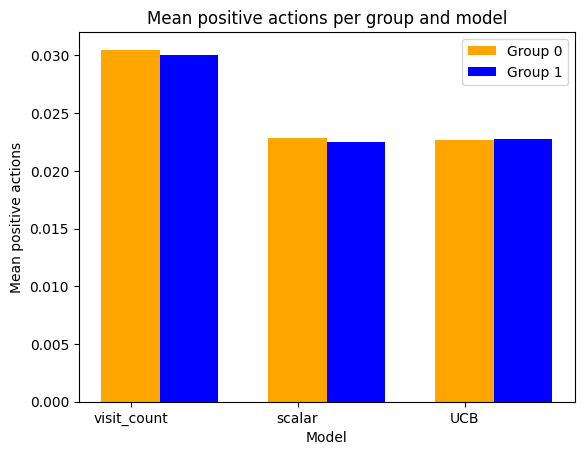 Mean positive actions per group and model
Group 0
Group 1
Mean positive actions
0.030
0.025
0.020
0.015
0.010
0.005
0.000
visit_count
scalar
UCB
Model